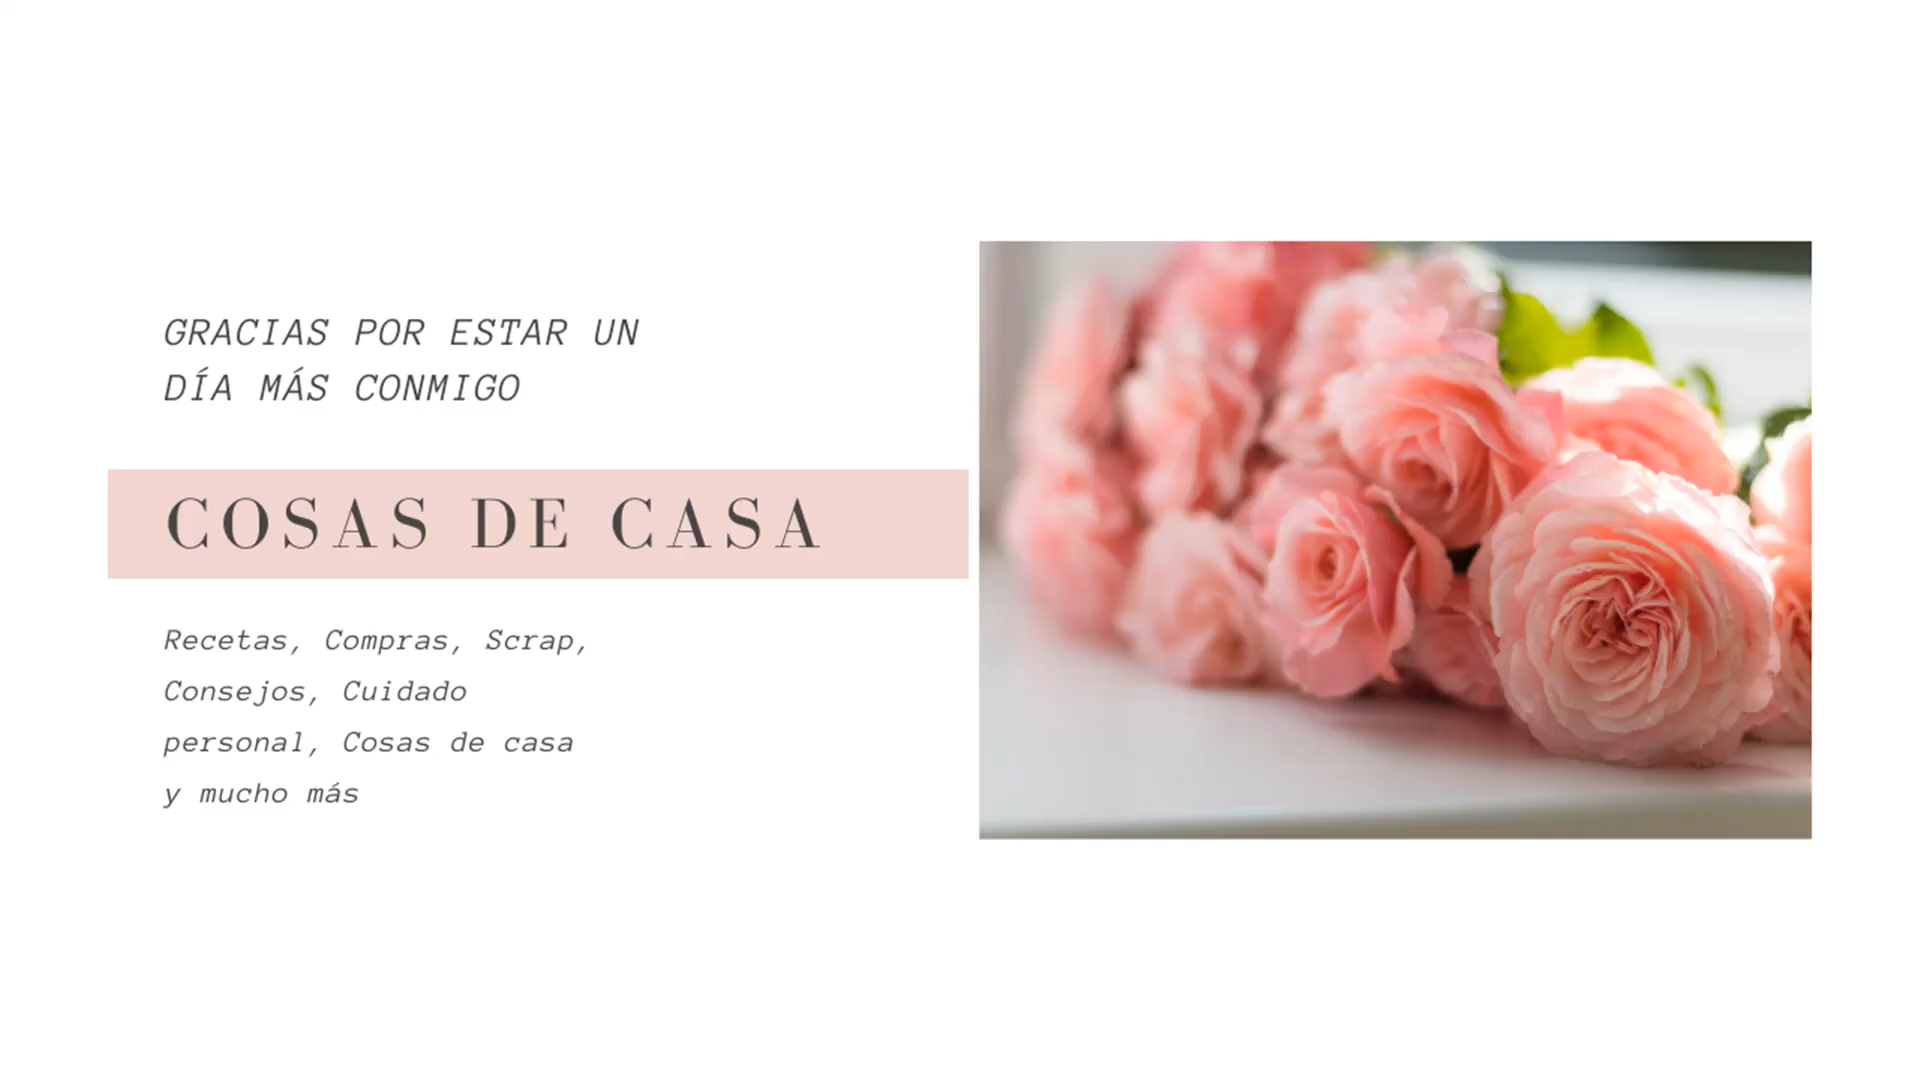 GRACIAS POR ESTAR UN
DÍA MÁS CONMIGO
COSAS DE CASA
Recetas, Compras, Scrap,
Consejos, Cuidado
personal, Cosas de casa
y mucho más